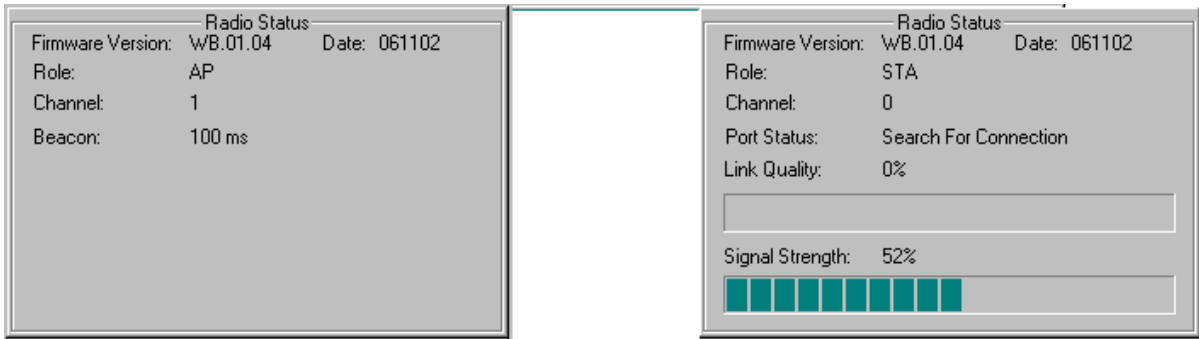 Radio Status
Firmware Version: WB.01.04 Date: 061102
Role: AP
Channel: 1
Beacon: 100 ms
Radio Status
Firmware Version: WB.01.04 Date: 061102
Role: STA
Channel: 0
Port Status: Search For Connection
Link Quality: 0%
Signal Strength: 52%